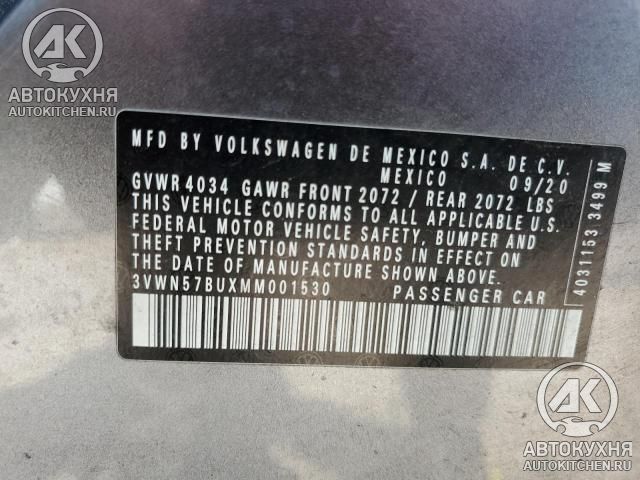 AK
АВТОКУХНЯ
AUTOKITCHEN.RU
MFD BY VOLKSWAGEN DE MEXICO S.A. DE C.V.
MEXICO 09/20
GVWR 4034 GAWR FRONT 2072 / REAR 2072 LBS
THIS VEHICLE CONFORMS TO ALL APPLICABLE U.S.
FEDERAL MOTOR VEHICLE SAFETY, BUMPER AND
THEFT PREVENTION STANDARDS IN EFFECT ON
THE DATE OF MANUFACTURE SHOWN ABOVE
3VWN57BUXMM001530 PASSENGER CAR
4031153 3499 M
AK
АВТОКУХНЯ
AUTOKITCHEN.RU